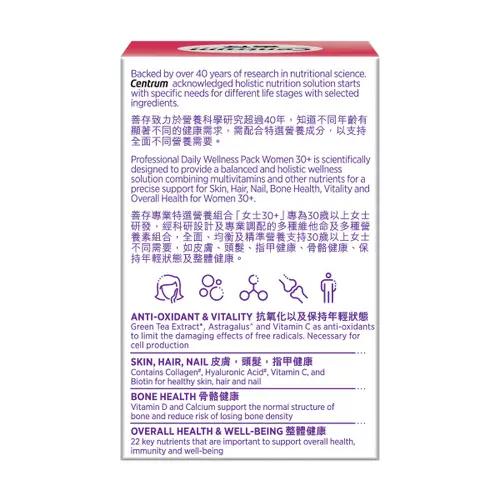 Centrum
Backed by over 40 years of research in nutritional science.
Centrum acknowledged holistic nutrition solution starts
with specific needs for different life stages with selected
ingredients.
善存致力於營養科學研究超過40年，知道不同年齡有
顯著不同的健康需求，需配合特選營養成分，以支持
全面不同營養需要。
Professional Daily Wellness Pack Women 30+ is scientifically
designed to provide a balanced and holistic wellness
solution combining multivitamins and other nutrients for a
precise support for Skin, Hair, Nail, Bone Health, Vitality and
Overall Health for Women 30+.
善存專業特選營養組合「女士30+」專為30歲以上女士
研發，經科研設計及專業調配的多種維他命及多種營
養素組合，全面、均衡及精準營養支持30歲以上女士
不同需要，如皮膚、頭髮、指甲健康、骨骼健康、保
持年輕狀態及整體健康。
ANTI-OXIDANT & VITALITY 抗氧化以及保持年輕狀態
Green Tea Extract*, Astragalus^ and Vitamin C as anti-oxidants
to limit the damaging effects of free radicals. Necessary for
cell production
SKIN, HAIR, NAIL 皮膚，頭髮，指甲健康
Contains Collagen#, Hyaluronic Acid#, Vitamin C, and
Biotin for healthy skin, hair and nail
BONE HEALTH 骨骼健康
Vitamin D and Calcium support the normal structure of
bone and reduce risk of losing bone density
OVERALL HEALTH & WELL-BEING 整體健康
22 key nutrients that are important to support overall health,
immunity and well-being